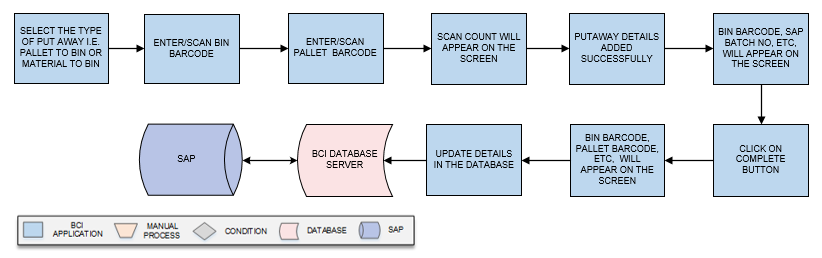 SELECT THE TYPE
OF PUT AWAY I.E.
PALLET TO BIN OR
MATERIAL TO BIN
ENTER/SCAN BIN
BARCODE
ENTER/SCAN
PALLET BARCODE
SCAN COUNT WILL
APPEAR ON THE
SCREEN
PUTAWAY DETAILS
ADDED
SUCCESSFULLY
BIN BARCODE, SAP
BATCH NO, ETC,
WILL APPEAR ON
THE SCREEN
SAP
BCI DATABASE
SERVER
UPDATE DETAILS
IN THE DATABASE
BIN BARCODE,
PALLET BARCODE,
ETC, WILL
APPEAR ON THE
SCREEN
CLICK ON
COMPLETE
BUTTON
BCI
APPLICATION
MANUAL
PROCESS
CONDITION
DATABASE
SAP